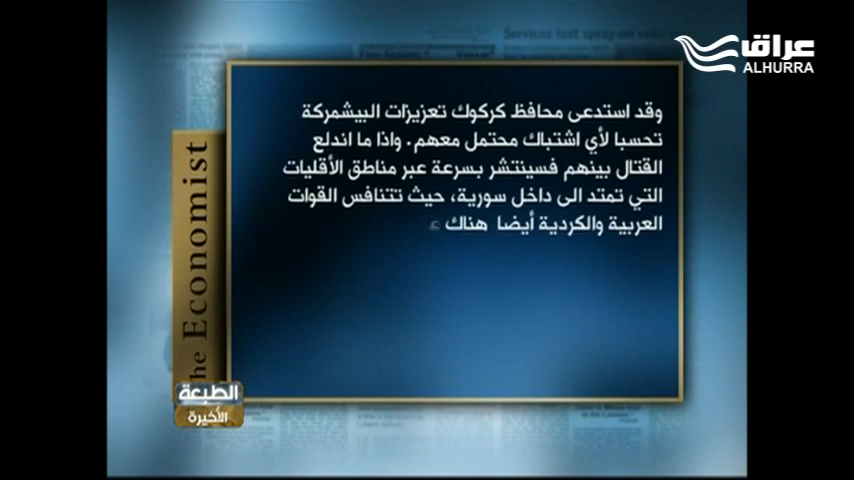 عراق
ALHURRA
وقد استدعى محافظ كركوك تعزيزات البيشمركة
تحسبا لأي اشتباك محتمل معهم. واذا ما اندلع
القتال بينهم فسينتشر بسرعة عبر مناطق الأقليات
التي تمتد الى داخل سورية، حيث تتنافس القوات
العربية والكردية أيضا هناك
he Economist
الطبعة
الأخيرة